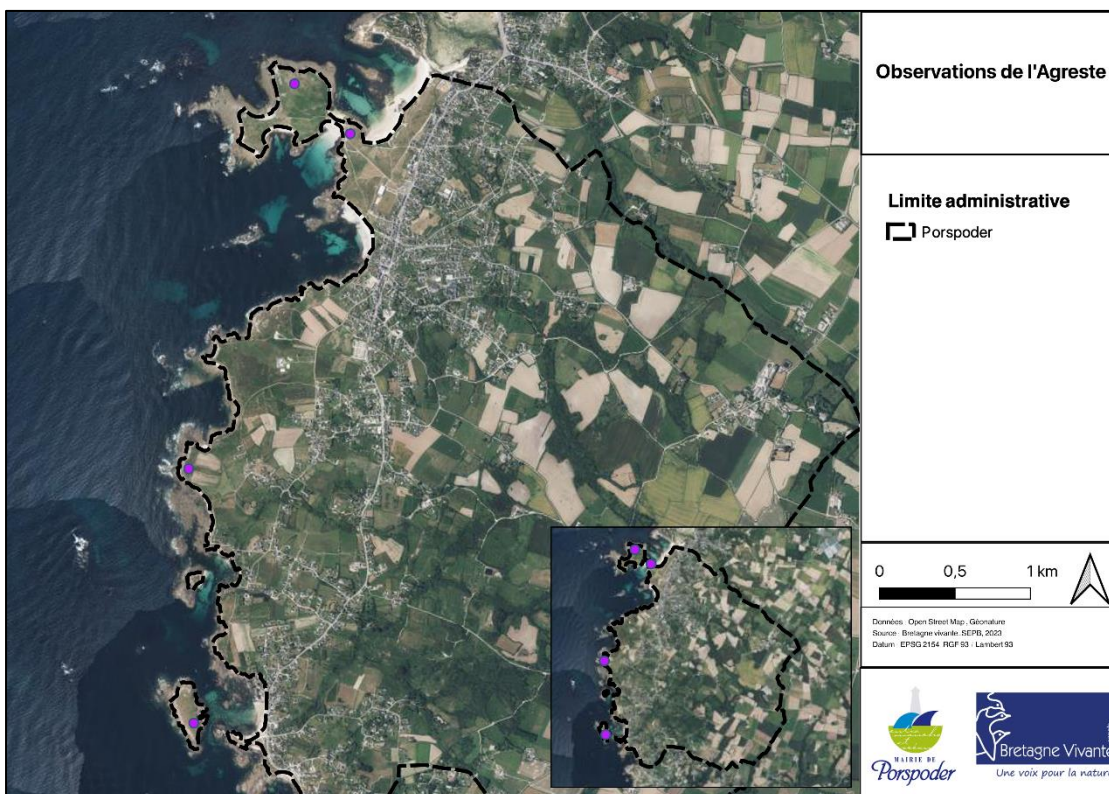 Observations de l'Agreste
Limite administrative
Porspoder
0 0,5 1 km
Données : Open Street Map, Géonature
Source : Bretagne vivante, SEPB, 2023
Datum : EPSG 2154 RGF 93 / Lambert 93
MAIRIE DE
Porspoder
Bretagne Vivante
Une voix pour la nature